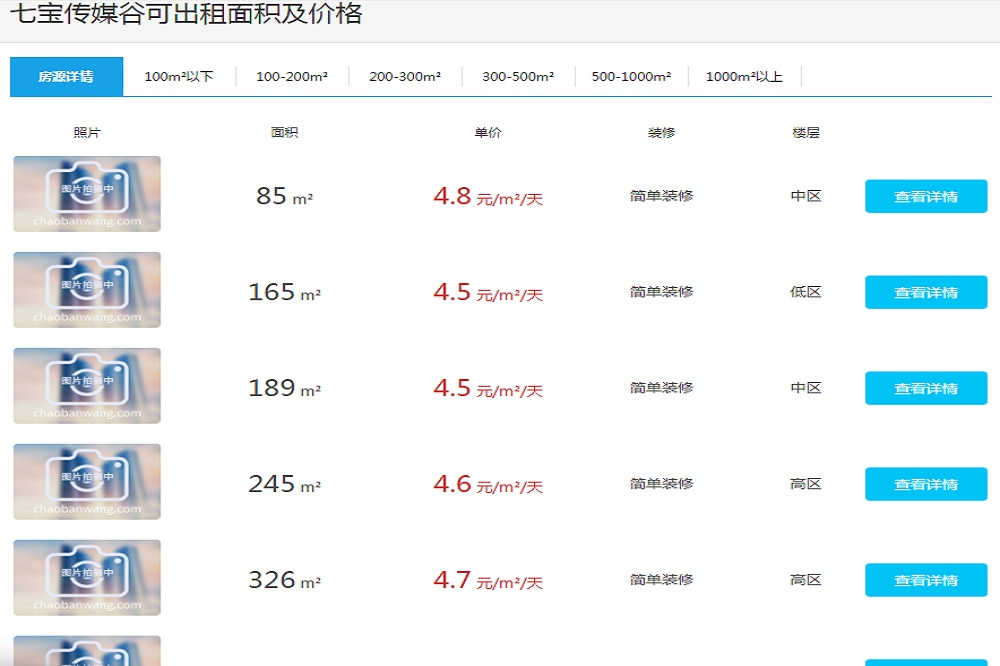 七宝传媒谷可出租面积及价格
房源详情 100m²以下 100-200m² 200-300m² 300-500m² 500-1000m² 1000m²以上
照片 面积 单价 装修 楼层
图片拍摄中
chaobanwang.com
85 m² 4.8 元/m²/天 简单装修 中区 查看详情
图片拍摄中
chaobanwang.com
165 m² 4.5 元/m²/天 简单装修 低区 查看详情
图片拍摄中
chaobanwang.com
189 m² 4.5 元/m²/天 简单装修 中区 查看详情
图片拍摄中
chaobanwang.com
245 m² 4.6 元/m²/天 简单装修 高区 查看详情
图片拍摄中
chaobanwang.com
326 m² 4.7 元/m²/天 简单装修 高区 查看详情